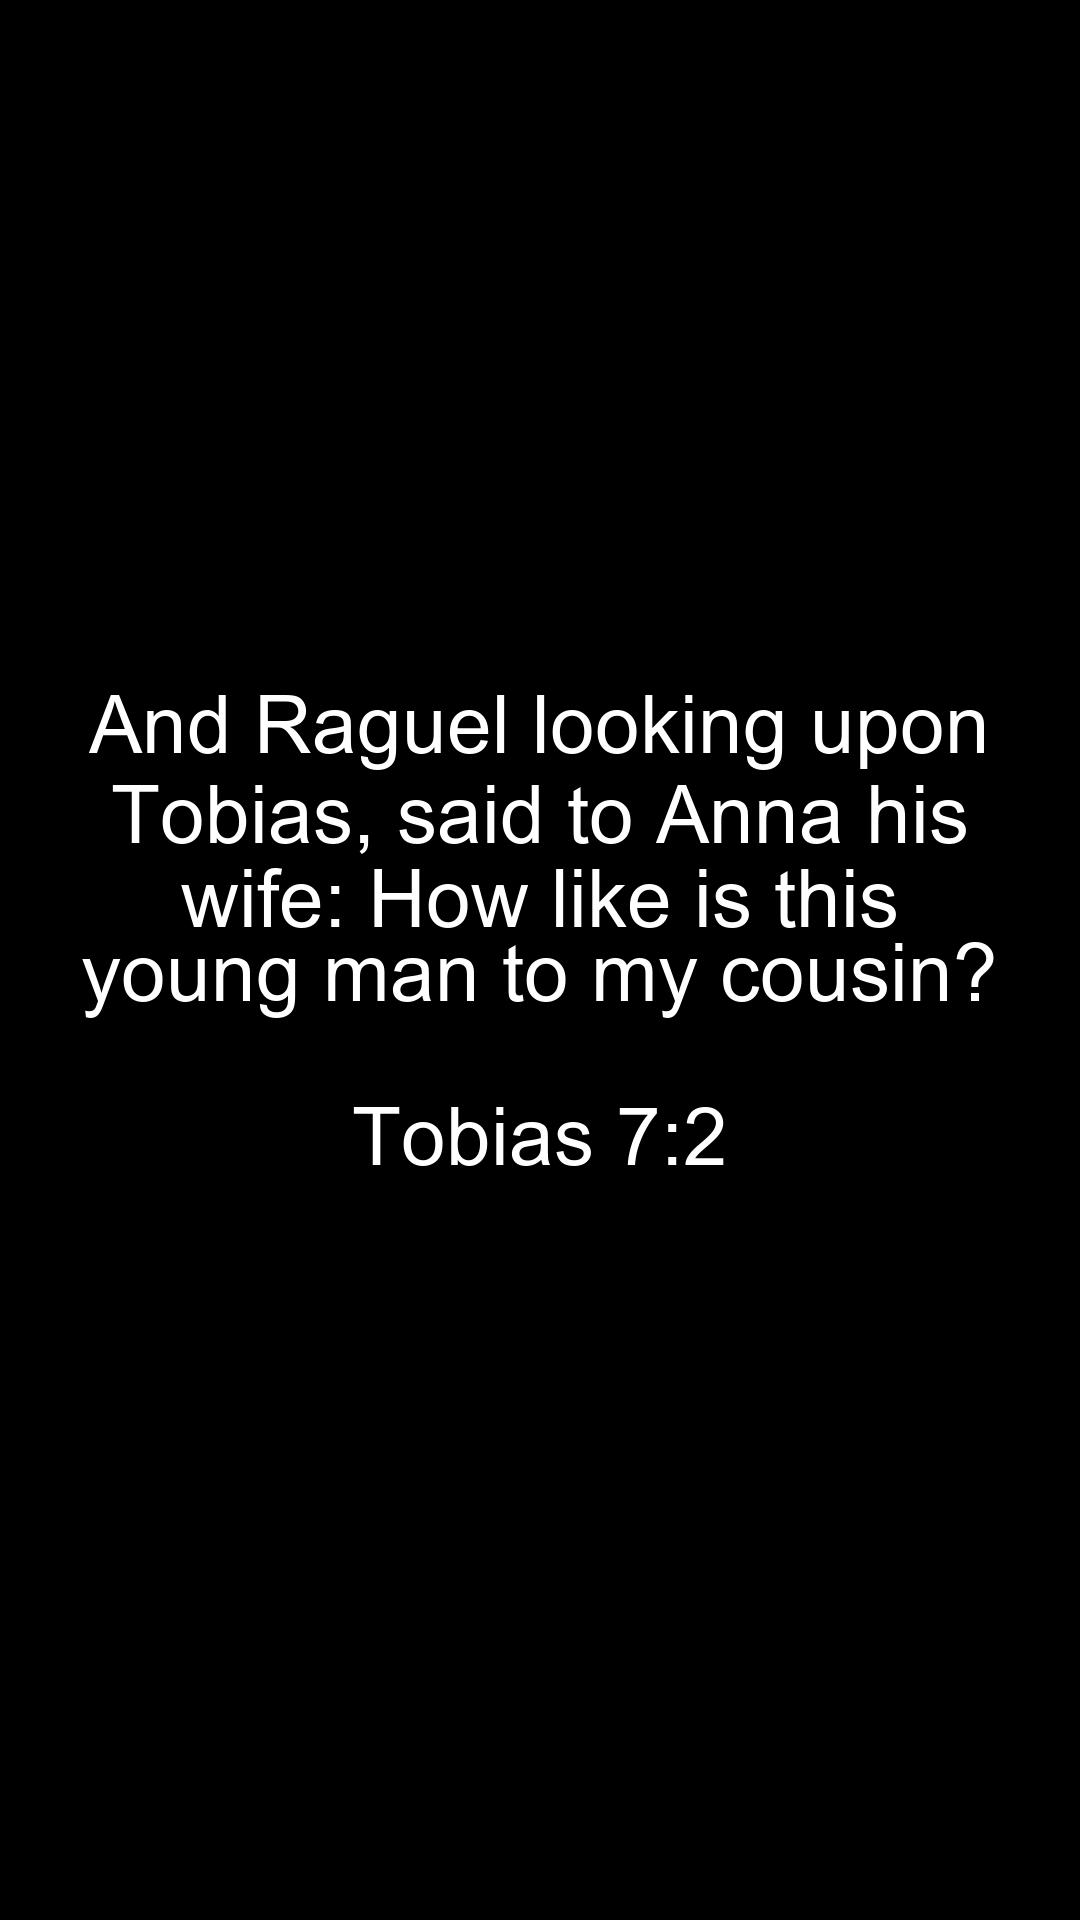 And Raguel looking upon
Tobias, said to Anna his
wife: How like is this
young man to my cousin?
Tobias 7:2